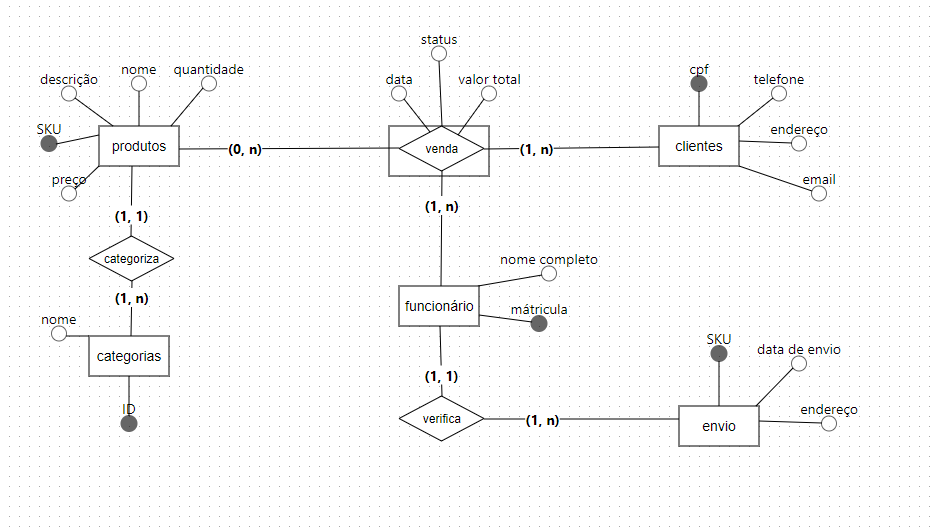 status
descrição
nome
quantidade
data
valor total
cpf
telefone
SKU
produtos
(0, n)
venda
(1, n)
clientes
endereço
preço
email
(1, 1)
(1, n)
categoriza
nome completo
(1, n)
funcionário
mátricula
nome
categorias
SKU
data de envio
(1, 1)
ID
verifica
(1, n)
envio
endereço